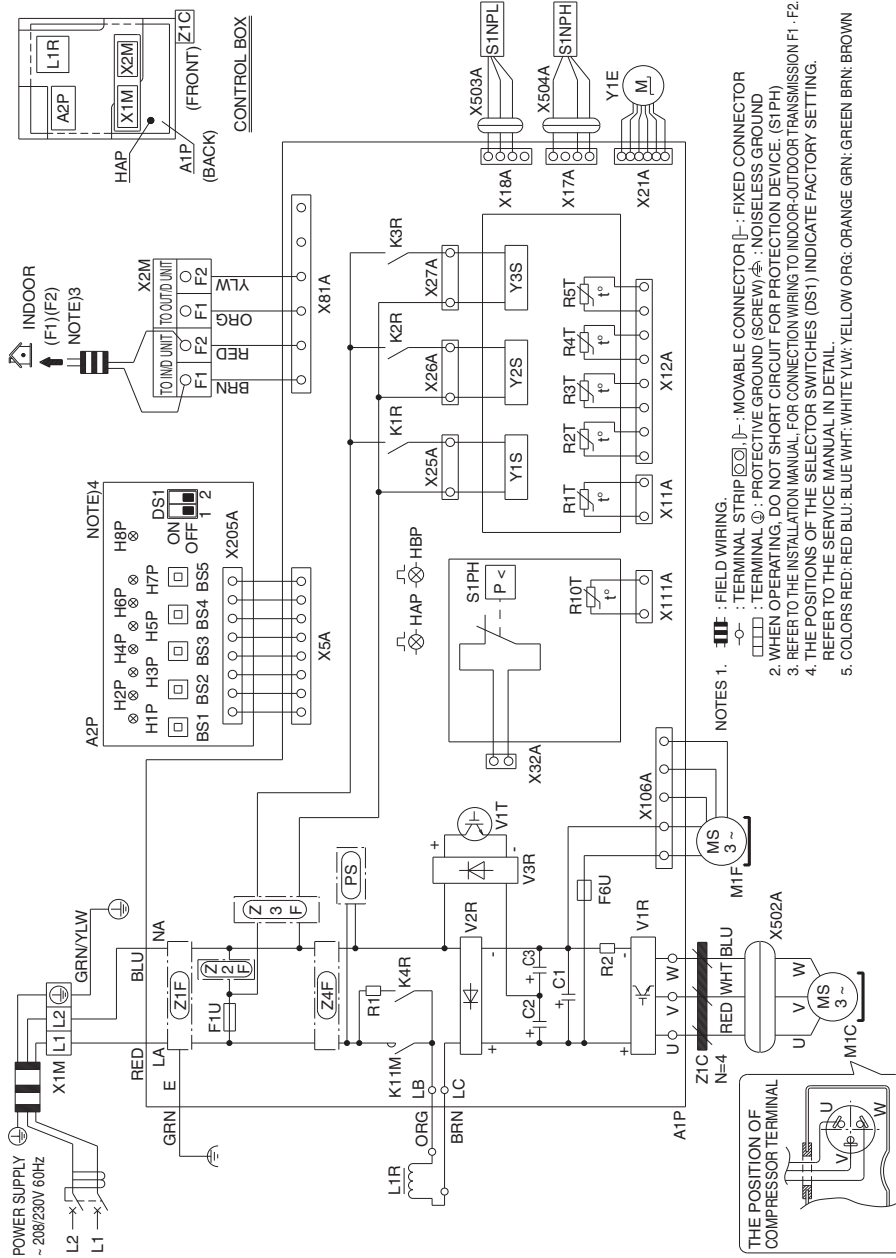 POWER SUPPLY
~ 208/230V 60Hz
L2
L1
X1M
L1 L2
GRN/YLW
RED
BLU
LA
NA
E
GRN
Z1F
Z2F
F1U
Z3F
Z4F
PS
R1
K4R
K11M
LB
LC
ORG
BRN
L1R
V2R
V3R
V1T
+
-
+
-
C2
+
C3
+
C1
+
F6U
R2
V1R
+
-
U V W
Z1C
N=4
RED WHT BLU
X502A
U V W
MS
3~
M1C
X106A
MS
3~
M1F
A1P
THE POSITION OF
COMPRESSOR TERMINAL
U
V
W
A2P
NOTE)4
H1P H2P H3P H4P H5P H6P H7P H8P
BS1 BS2 BS3 BS4 BS5
DS1
ON
OFF
1 2
X205A
X5A
INDOOR
(F1)(F2)
NOTE)3
X2M
TO IN/D UNIT
TO OUT/D UNIT
F1 F2 F1 F2
BRN RED ORG YLW
X81A
K1R
K2R
K3R
X25A
X26A
X27A
Y1S
Y2S
Y3S
HAP
HBP
S1PH
P <
X32A
R10T
t°
X111A
R1T
t°
X11A
R2T
t°
R3T
t°
R4T
t°
R5T
t°
X12A
X18A
X503A
S1NPL
X17A
X504A
S1NPH
X21A
Y1E
M
L1R
A2P
X1M
X2M
HAP
A1P
(BACK)
Z1C
(FRONT)
CONTROL BOX
NOTES 1. : FIELD WIRING.
: TERMINAL STRIP , : MOVABLE CONNECTOR : FIXED CONNECTOR
: TERMINAL : PROTECTIVE GROUND (SCREW) : NOISELESS GROUND
2. WHEN OPERATING, DO NOT SHORT CIRCUIT FOR PROTECTION DEVICE. (S1PH)
3. REFER TO THE INSTALLATION MANUAL, FOR CONNECTION WIRING TO INDOOR-OUTDOOR TRANSMISSION F1 · F2.
4. THE POSITIONS OF THE SELECTOR SWITCHES (DS1) INDICATE FACTORY SETTING.
REFER TO THE SERVICE MANUAL IN DETAIL.
5. COLORS RED: RED BLU: BLUE WHT: WHITE YLW: YELLOW ORG: ORANGE GRN: GREEN BRN: BROWN